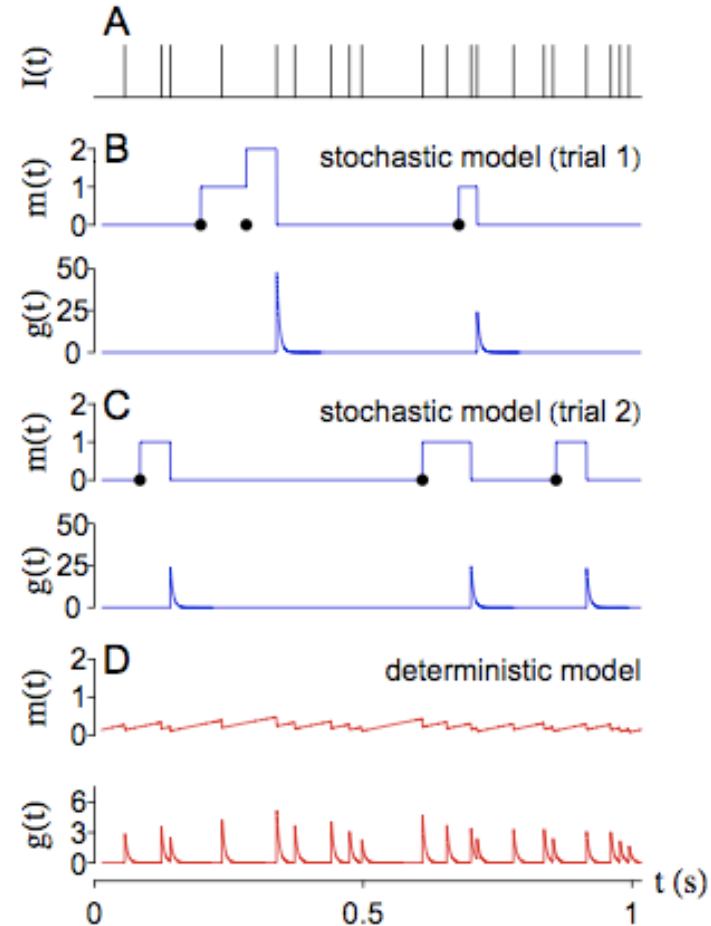 A
I(t)
B
stochastic model (trial 1)
m(t)
2
1
0
g(t)
50
25
0
C
stochastic model (trial 2)
m(t)
2
1
0
g(t)
50
25
0
D
deterministic model
m(t)
2
1
0
g(t)
6
3
0
t (s)
0 0.5 1